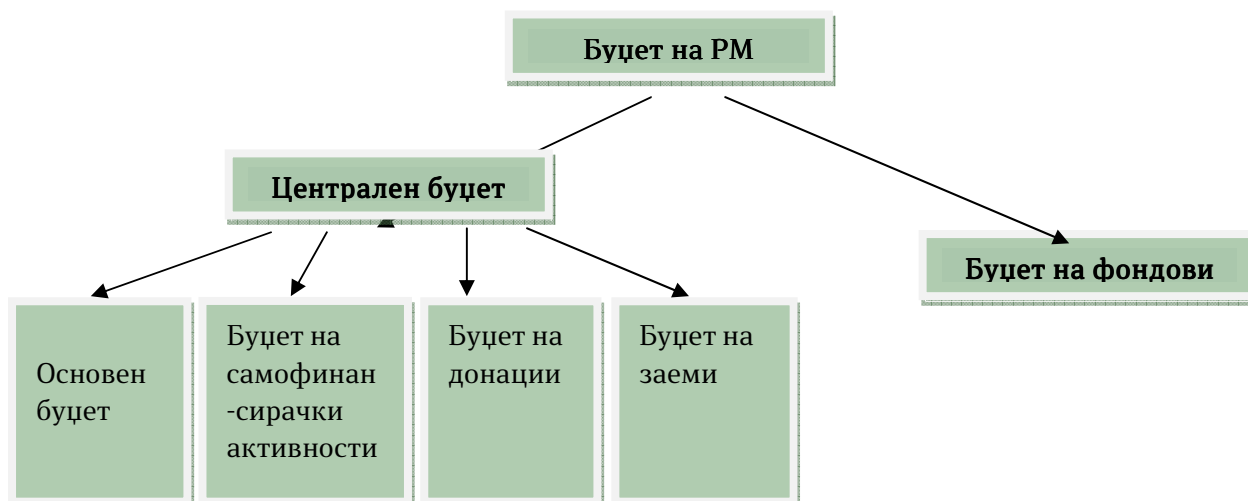 Буџет на РМ
Централен буџет
Буџет на фондови
Основен
буџет
Буџет на
самофинан
-сирачки
активности
Буџет на
донации
Буџет на
заеми